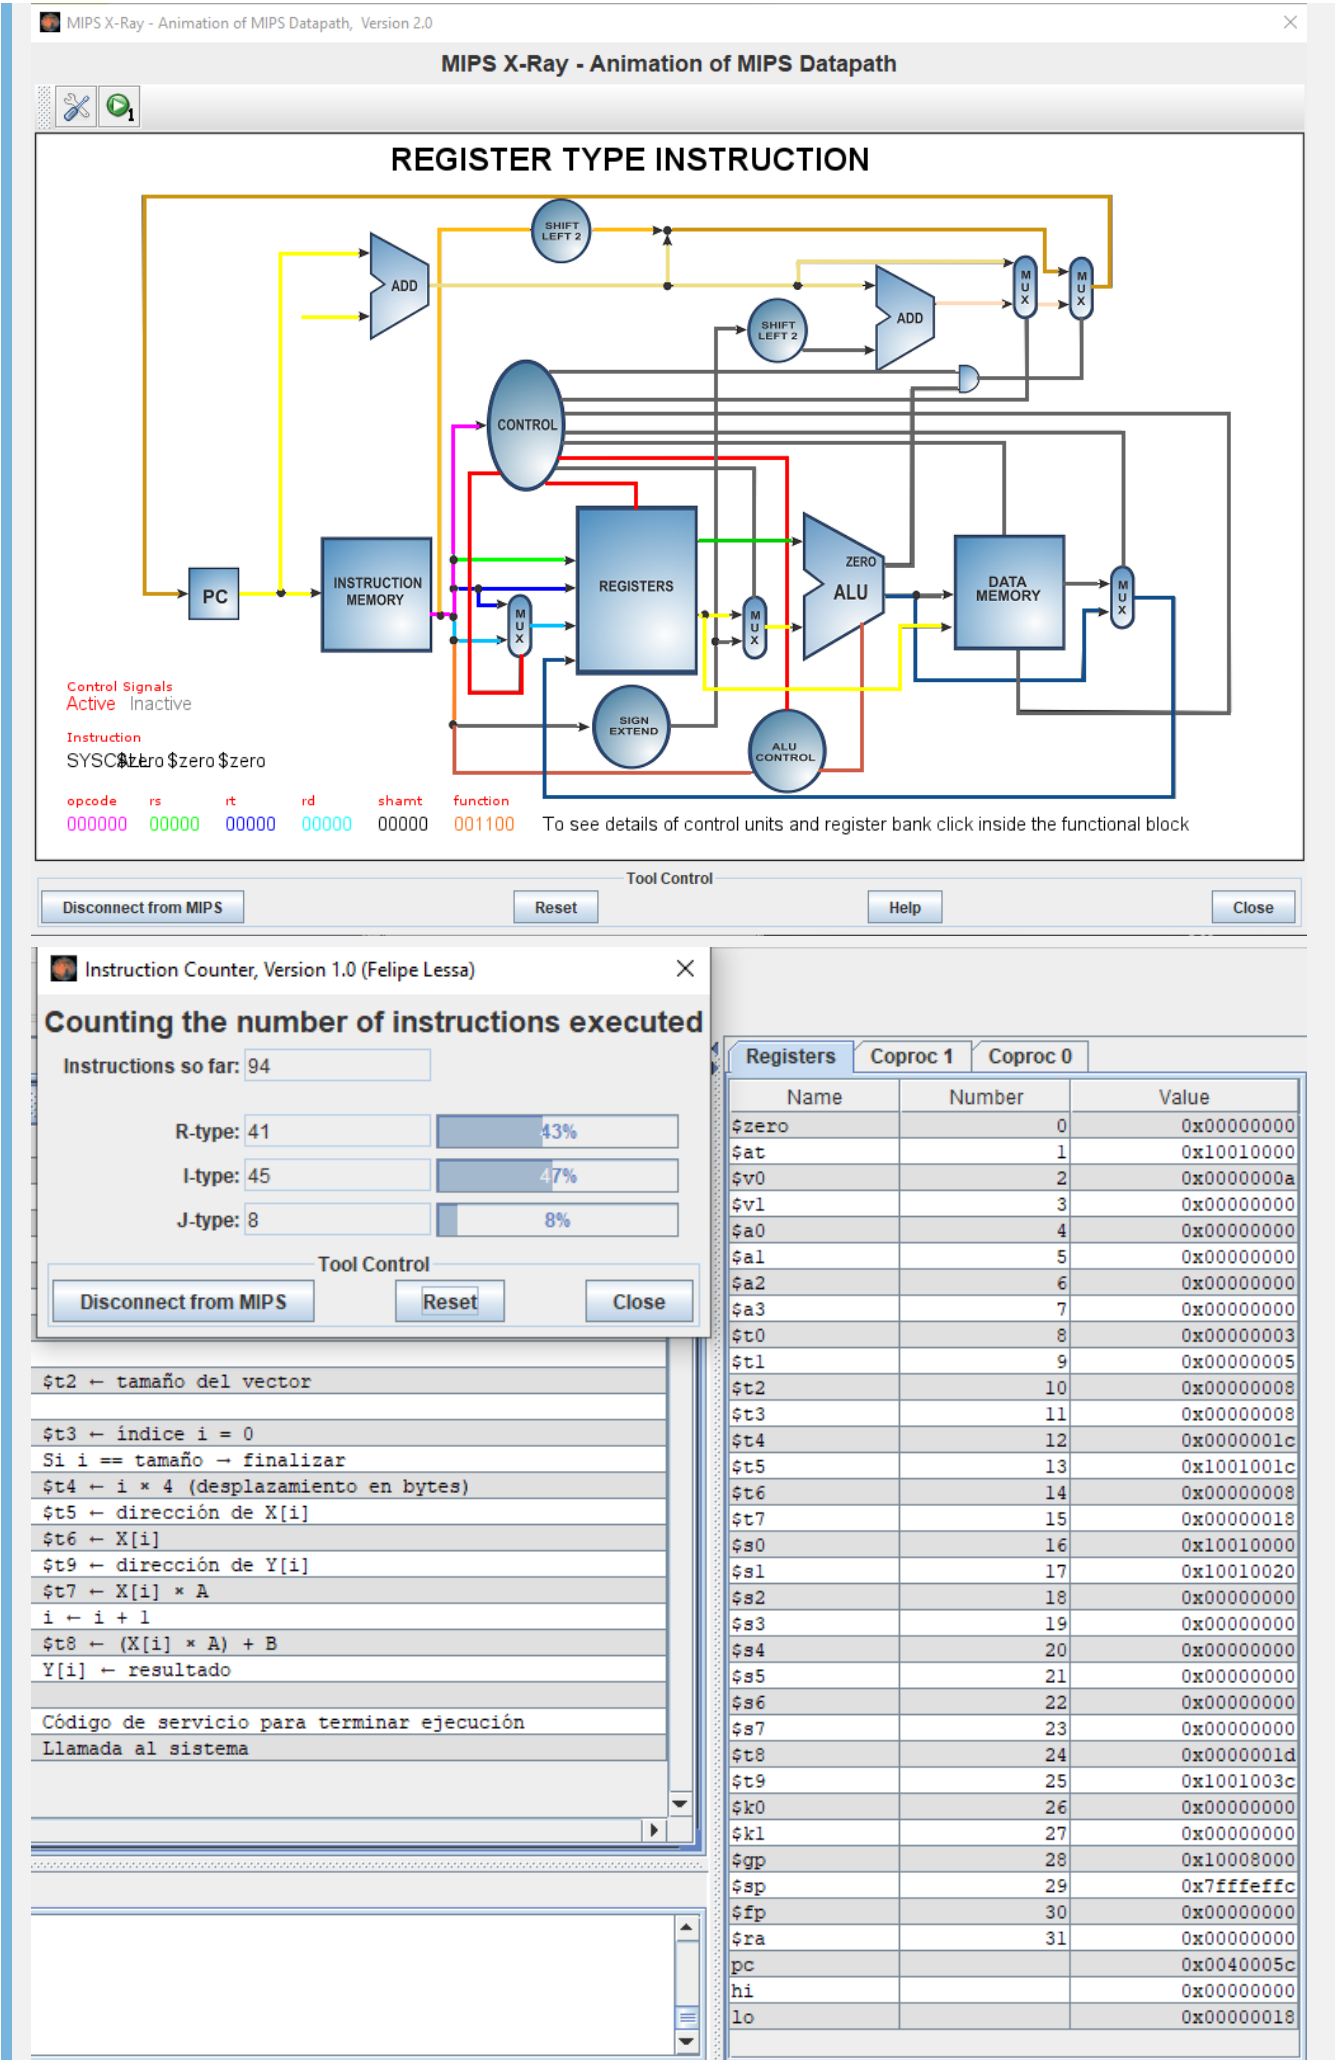 MIPS X-Ray - Animation of MIPS Datapath, Version 2.0
MIPS X-Ray - Animation of MIPS Datapath
1
REGISTER TYPE INSTRUCTION
SHIFT
LEFT 2
ADD
MUX
MUX
SHIFT
LEFT 2
ADD
CONTROL
PC
INSTRUCTION
MEMORY
MUX
REGISTERS
MUX
ZERO
ALU
DATA
MEMORY
MUX
SIGN
EXTEND
ALU
CONTROL
Control Signals
Active Inactive
Instruction
SYSCALL $zero $zero $zero
opcode rs rt rd shamt function
000000 00000 00000 00000 00000 001100 To see details of control units and register bank click inside the functional block
Tool Control
Disconnect from MIPS Reset Help Close
Instruction Counter, Version 1.0 (Felipe Lessa)
Counting the number of instructions executed
Instructions so far: 94
R-type: 41 43%
I-type: 45 47%
J-type: 8 8%
Tool Control
Disconnect from MIPS Reset Close
$t2 ← tamaño del vector
$t3 ← índice i = 0
Si i == tamaño → finalizar
$t4 ← i * 4 (desplazamiento en bytes)
$t5 ← dirección de X[i]
$t6 ← X[i]
$t9 ← dirección de Y[i]
$t7 ← X[i] * A
i ← i + 1
$t8 ← (X[i] * A) + B
Y[i] ← resultado
Código de servicio para terminar ejecución
Llamada al sistema
Registers Coproc 1 Coproc 0
Name Number Value
$zero 0 0x00000000
$at 1 0x10010000
$v0 2 0x0000000a
$v1 3 0x00000000
$a0 4 0x00000000
$a1 5 0x00000000
$a2 6 0x00000000
$a3 7 0x00000000
$t0 8 0x00000003
$t1 9 0x00000005
$t2 10 0x00000008
$t3 11 0x00000008
$t4 12 0x0000001c
$t5 13 0x1001001c
$t6 14 0x00000008
$t7 15 0x00000018
$s0 16 0x10010000
$s1 17 0x10010020
$s2 18 0x00000000
$s3 19 0x00000000
$s4 20 0x00000000
$s5 21 0x00000000
$s6 22 0x00000000
$s7 23 0x00000000
$t8 24 0x0000001d
$t9 25 0x1001003c
$k0 26 0x00000000
$k1 27 0x00000000
$gp 28 0x10008000
$sp 29 0x7fffeffc
$fp 30 0x00000000
$ra 31 0x00000000
pc 0x0040005c
hi 0x00000000
lo 0x00000018